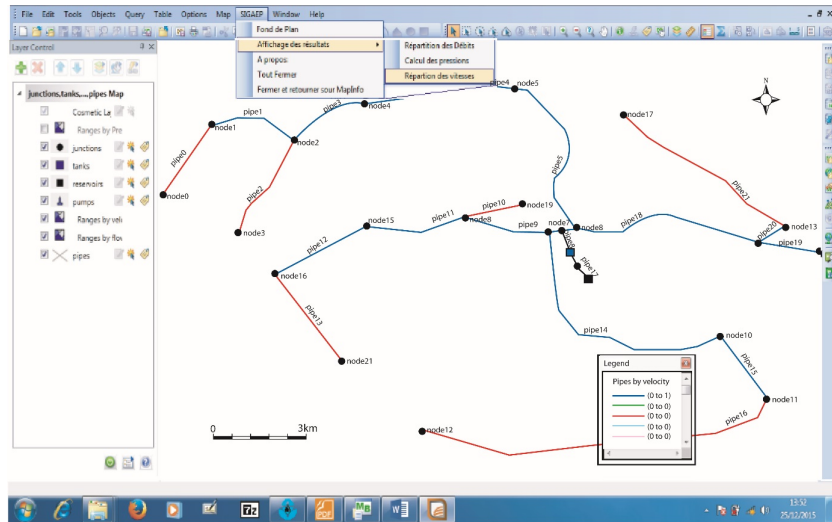 File Edit Tools Objects Query Table Options Map SIGAEP Window Help
Layer Control
Fond de Plan
Affichage des résultats
A propos:
Tout Fermer
Fermer et retourner sour MapInfo
Répartition des Débits
Calcul des pressions
Répartion des vitesses
junctions,tanks,...,pipes Map
Cosmetic La
Ranges by Pre
junctions
tanks
reservoirs
pumps
Ranges by velo
Ranges by flov
pipes
pipe4
node5
pipe3
node4
pipe1
node1
node2
pipe0
node0
pipe2
node3
pipe5
node17
N
pipe21
node13
pipe20
pipe19
pipe18
pipe10
node19
node15
pipe11
node8
pipe9
node7
node8
pipe12
pipe17
node16
pipe13
node21
pipe14
node10
pipe15
node11
pipe16
node12
0 3km
Legend
Pipes by velocity
(0 to 1)
(0 to 0)
(0 to 0)
(0 to 0)
(0 to 0)
PDF
MB
W
13:52
25/12/2015